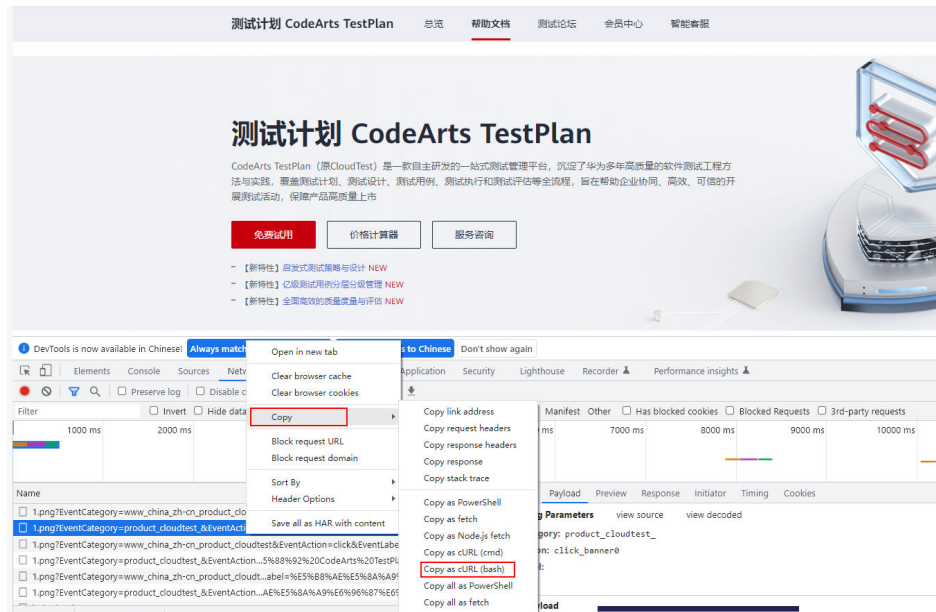 测试计划 CodeArts TestPlan 总览 帮助文档 测试论坛 会员中心 智能客服
测试计划 CodeArts TestPlan
CodeArts TestPlan（原CloudTest）是一款自主研发的一站式测试管理平台，沉淀了华为多年高质量的软件测试工程方
法与实践，覆盖测试计划、测试设计、测试用例、测试执行和测试评估等全流程，旨在帮助企业协同、高效、可信的开
展测试活动，保障产品高质量上市
免费试用 价格计算器 服务咨询
- 【新特性】启发式测试策略与设计 NEW
- 【新特性】亿级测试用例分层分级管理 NEW
- 【新特性】全面高效的质量度量与评估 NEW
DevTools is now available in Chinese! Always match s to Chinese Don't show again
Elements Console Sources Netw Application Security Lighthouse Recorder Performance insights
Preserve log Disable c
Filter Invert Hide data Manifest Other Has blocked cookies Blocked Requests 3rd-party requests
1000 ms 2000 ms ms 7000 ms 8000 ms 9000 ms 10000 ms
Open in new tab
Clear browser cache
Clear browser cookies
Copy
Block request URL
Block request domain
Sort By
Header Options
Save all as HAR with content
Copy link address
Copy request headers
Copy response headers
Copy response
Copy stack trace
Copy as PowerShell
Copy as fetch
Copy as Node.js fetch
Copy as cURL (cmd)
Copy as cURL (bash)
Copy all as PowerShell
Copy all as fetch
Name
1.png?EventCategory=www_china_zh-cn_product_clo
1.png?EventCategory=product_cloudtest_&EventActi
1.png?EventCategory=www_china_zh-cn_product_cloudtest&EventAction=click&EventLabe
1.png?EventCategory=product_cloudtest_&EventAction...5%88%92%20CodeArts%20TestPl
1.png?EventCategory=www_china_zh-cn_product_cloudt...abel=%E5%B8%AE%E5%8A%A9
1.png?EventCategory=product_cloudtest_&EventAction...AE%E5%8A%A9%E6%96%87%E6
Payload Preview Response Initiator Timing Cookies
g Parameters view source view decoded
gory: product_cloudtest_
on: click_banner0
l:
yload